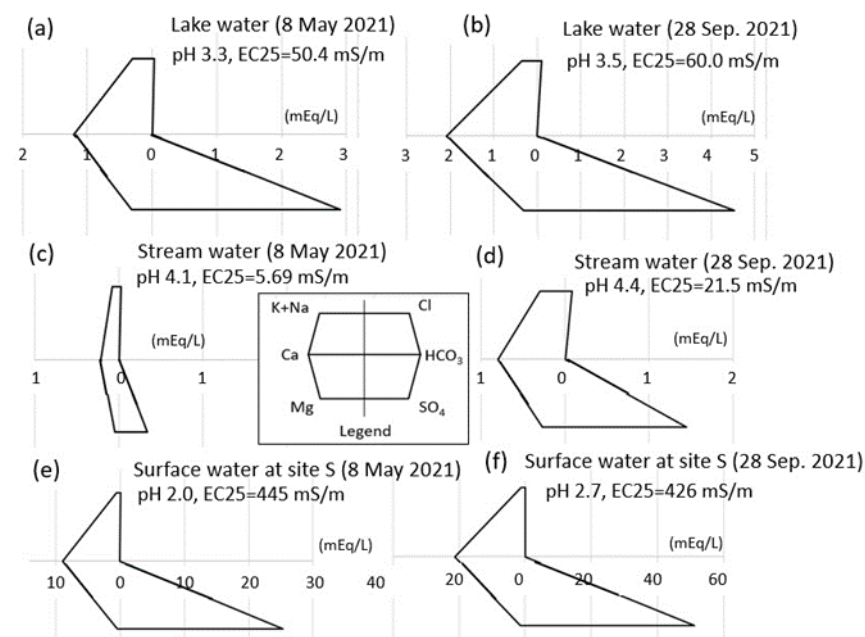 (a) Lake water (8 May 2021)
pH 3.3, EC25=50.4 mS/m
(mEq/L)
2 1 0 1 2 3
(b) Lake water (28 Sep. 2021)
pH 3.5, EC25=60.0 mS/m
(mEq/L)
3 2 1 0 1 2 3 4 5
(c) Stream water (8 May 2021)
pH 4.1, EC25=5.69 mS/m
(mEq/L)
1 0 1
K+Na Cl
Ca HCO3
Mg SO4
Legend
(d) Stream water (28 Sep. 2021)
pH 4.4, EC25=21.5 mS/m
(mEq/L)
1 0 1 2
(e) Surface water at site S (8 May 2021)
pH 2.0, EC25=445 mS/m
(mEq/L)
10 0 10 20 30 40
(f) Surface water at site S (28 Sep. 2021)
pH 2.7, EC25=426 mS/m
(mEq/L)
20 0 20 40 60